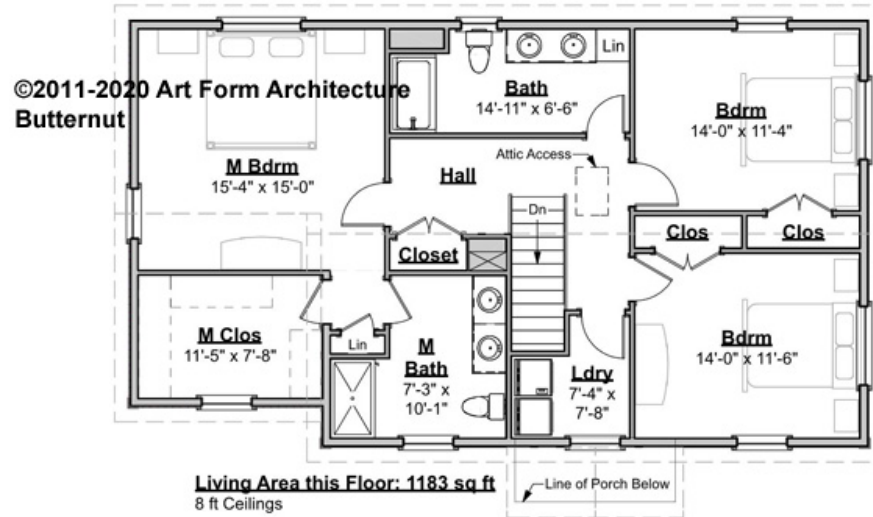 ©2011-2020 Art Form Architecture
Butternut
M Bdrm
15'-4" x 15'-0"
Bath
14'-11" x 6'-6"
Lin
Bdrm
14'-0" x 11'-4"
Attic Access
Hall
Dn
Closet
Clos
Clos
M Clos
11'-5" x 7'-8"
Lin
M
Bath
7'-3" x
10'-1"
Ldry
7'-4" x
7'-8"
Bdrm
14'-0" x 11'-6"
Living Area this Floor: 1183 sq ft
8 ft Ceilings
Line of Porch Below